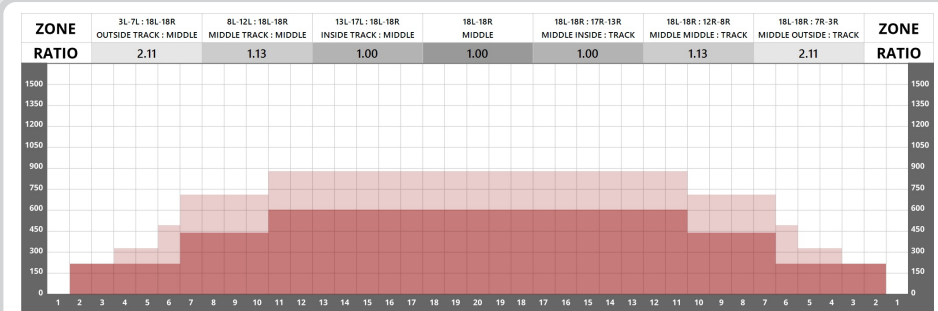 ZONE 3L-7L : 18L-18R 8L-12L : 18L-18R 13L-17L : 18L-18R 18L-18R 18L-18R : 17R-13R 18L-18R : 12R-8R 18L-18R : 7R-3R ZONE
OUTSIDE TRACK : MIDDLE MIDDLE TRACK : MIDDLE INSIDE TRACK : MIDDLE MIDDLE MIDDLE INSIDE : TRACK MIDDLE MIDDLE : TRACK MIDDLE OUTSIDE : TRACK
RATIO 2.11 1.13 1.00 1.00 1.00 1.13 2.11 RATIO
1500 1500
1350 1350
1200 1200
1050 1050
900 900
750 750
600 600
450 450
300 300
150 150
0 0
1 2 3 4 5 6 7 8 9 10 11 12 13 14 15 16 17 18 19 20 19 18 17 16 15 14 13 12 11 10 9 8 7 6 5 4 3 2 1